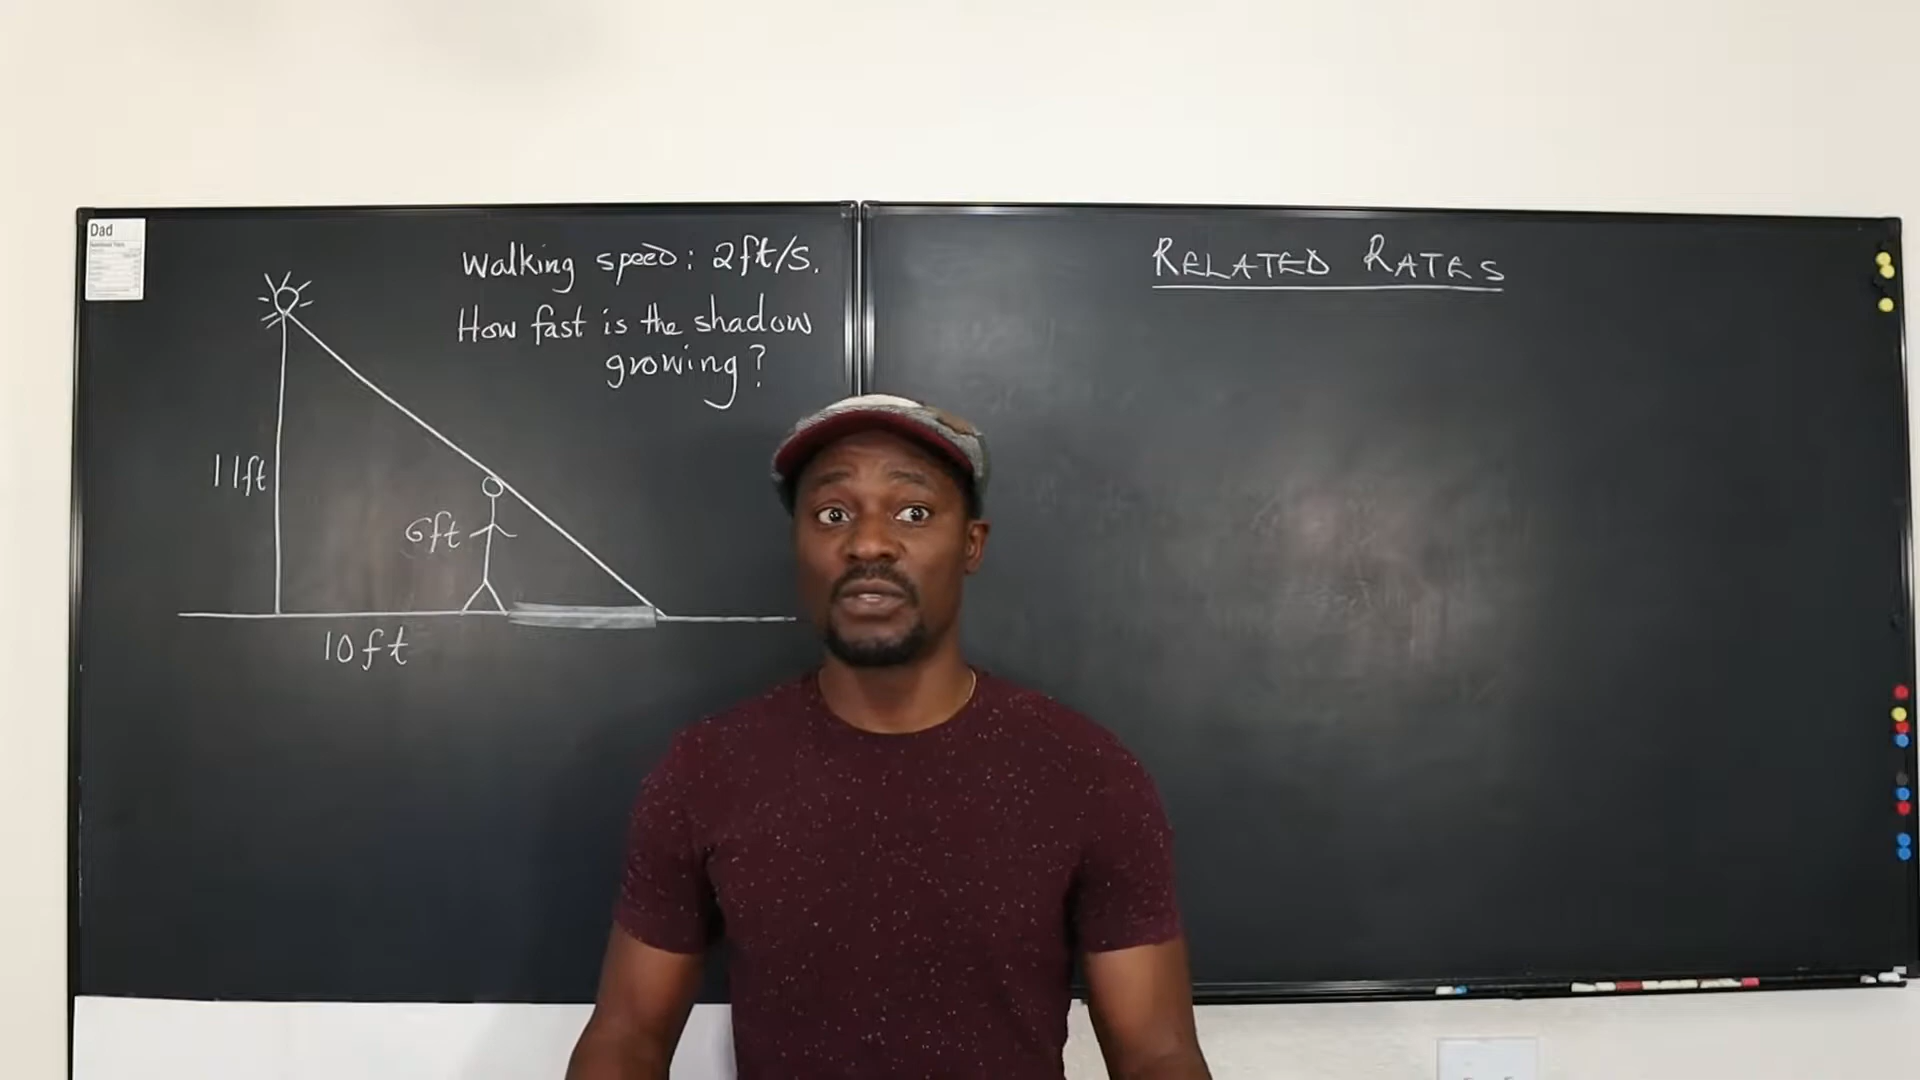 Dad
Walking speed: 2ft/s.
How fast is the shadow
growing?
11ft
6ft
10ft
RELATED RATES